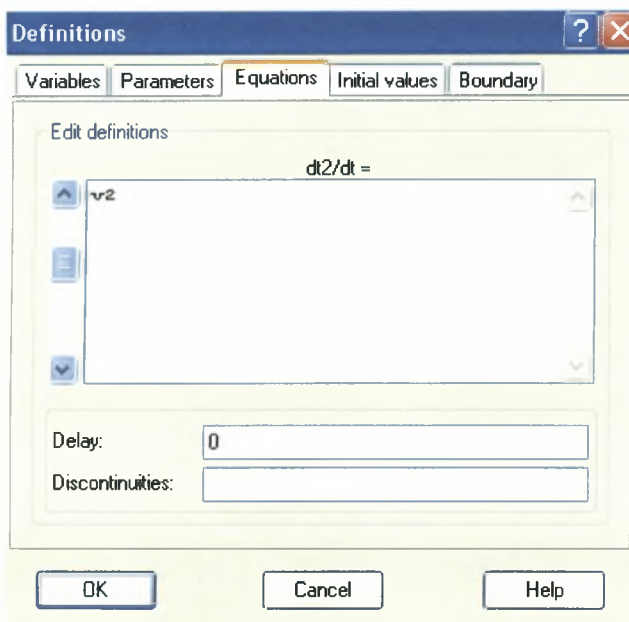 Definitions
Variables Parameters Equations Initial values Boundary
Edit definitions
dt2/dt =
v2
Delay: 0
Discontinuities:
OK Cancel Help